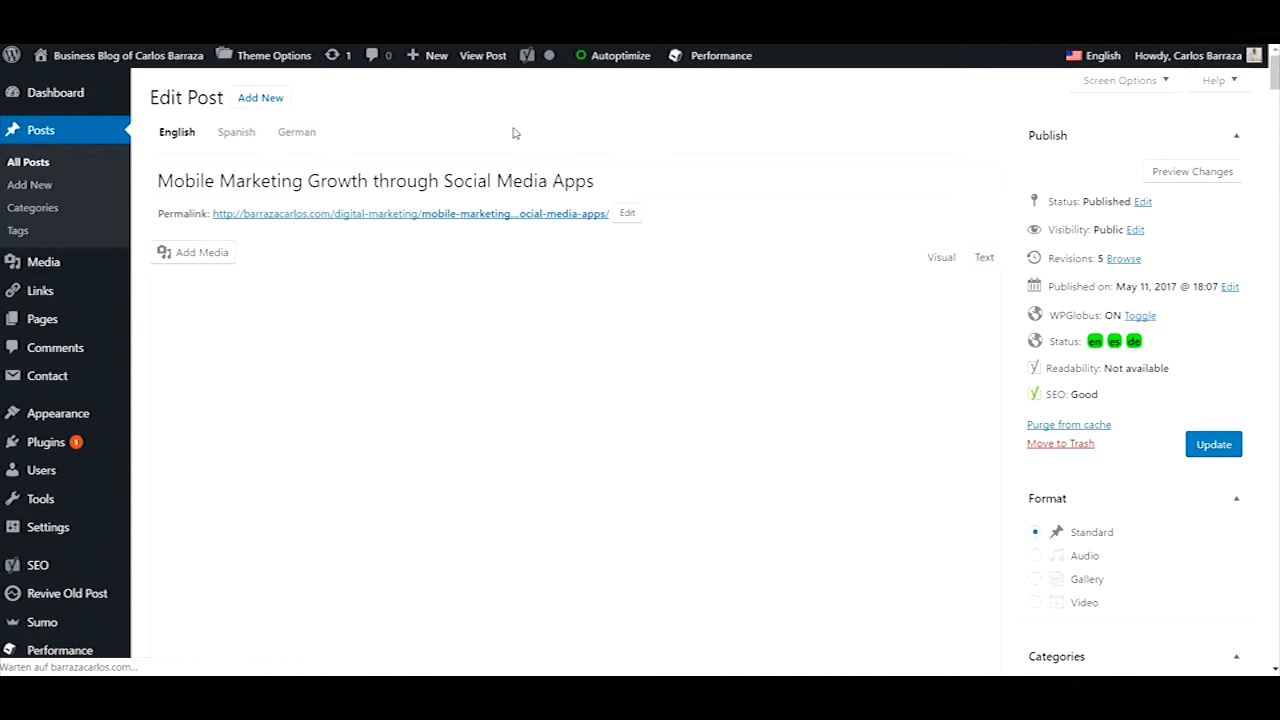 Business Blog of Carlos Barraza Theme Options 1 0 New View Post Autoptimize Performance English Howdy, Carlos Barraza
Screen Options Help
Dashboard
Posts
All Posts
Add New
Categories
Tags
Media
Links
Pages
Comments
Contact
Appearance
Plugins 1
Users
Tools
Settings
SEO
Revive Old Post
Sumo
Performance
Edit Post Add New
English Spanish German
Mobile Marketing Growth through Social Media Apps
Permalink: http://barrazacarlos.com/digital-marketing/mobile-marketing...ocial-media-apps/ Edit
Add Media
Visual Text
Publish
Preview Changes
Status: Published Edit
Visibility: Public Edit
Revisions: 5 Browse
Published on: May 11, 2017 @ 18:07 Edit
WPGlobus: ON Toggle
Status: en es de
Readability: Not available
SEO: Good
Purge from cache
Move to Trash
Update
Format
Standard
Audio
Gallery
Video
Categories
Warten auf barrazacarlos.com...